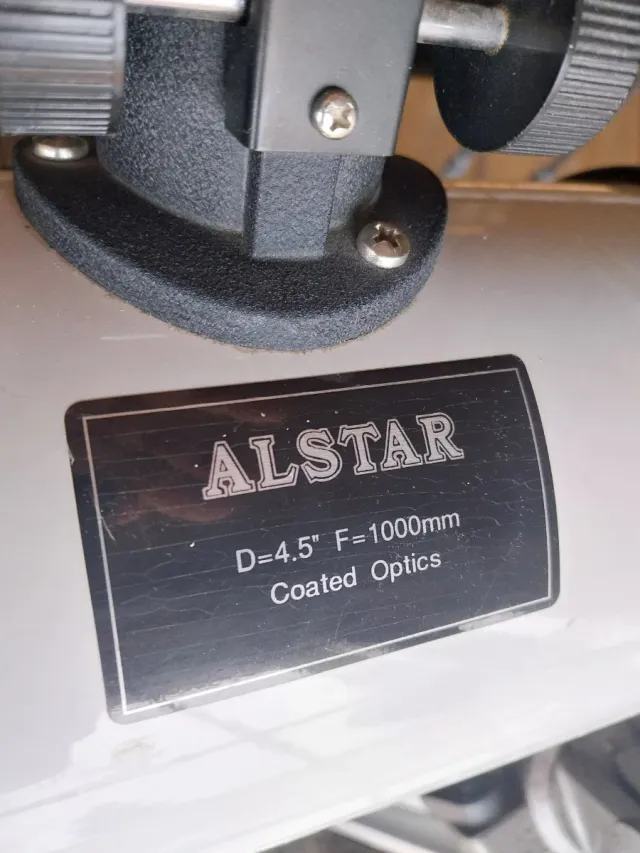 ALSTAR
D=4.5" F=1000mm
Coated Optics